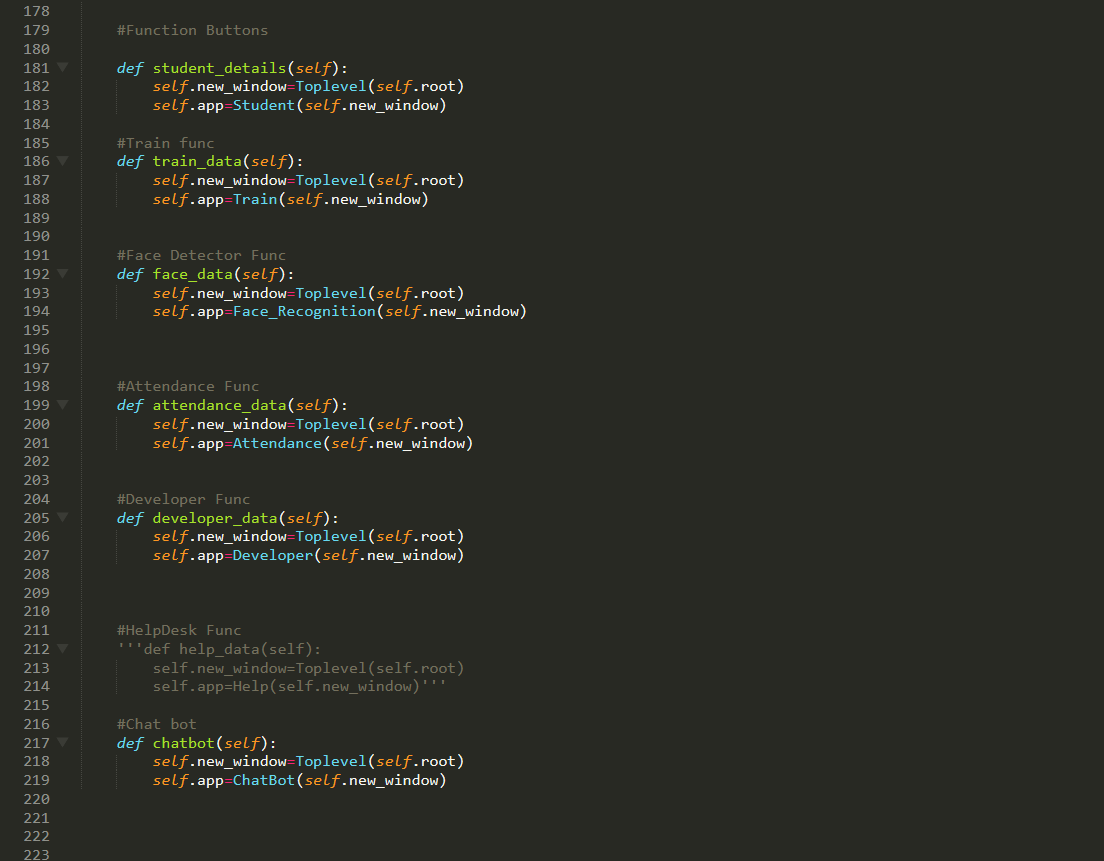 178
179 #Function Buttons
180
181 def student_details(self):
182 self.new_window=Toplevel(self.root)
183 self.app=Student(self.new_window)
184
185 #Train func
186 def train_data(self):
187 self.new_window=Toplevel(self.root)
188 self.app=Train(self.new_window)
189
190
191 #Face Detector Func
192 def face_data(self):
193 self.new_window=Toplevel(self.root)
194 self.app=Face_Recognition(self.new_window)
195
196
197
198 #Attendance Func
199 def attendance_data(self):
200 self.new_window=Toplevel(self.root)
201 self.app=Attendance(self.new_window)
202
203
204 #Developer Func
205 def developer_data(self):
206 self.new_window=Toplevel(self.root)
207 self.app=Developer(self.new_window)
208
209
210
211 #HelpDesk Func
212 '''def help_data(self):
213 self.new_window=Toplevel(self.root)
214 self.app=Help(self.new_window)'''
215
216 #Chat bot
217 def chatbot(self):
218 self.new_window=Toplevel(self.root)
219 self.app=ChatBot(self.new_window)
220
221
222
223